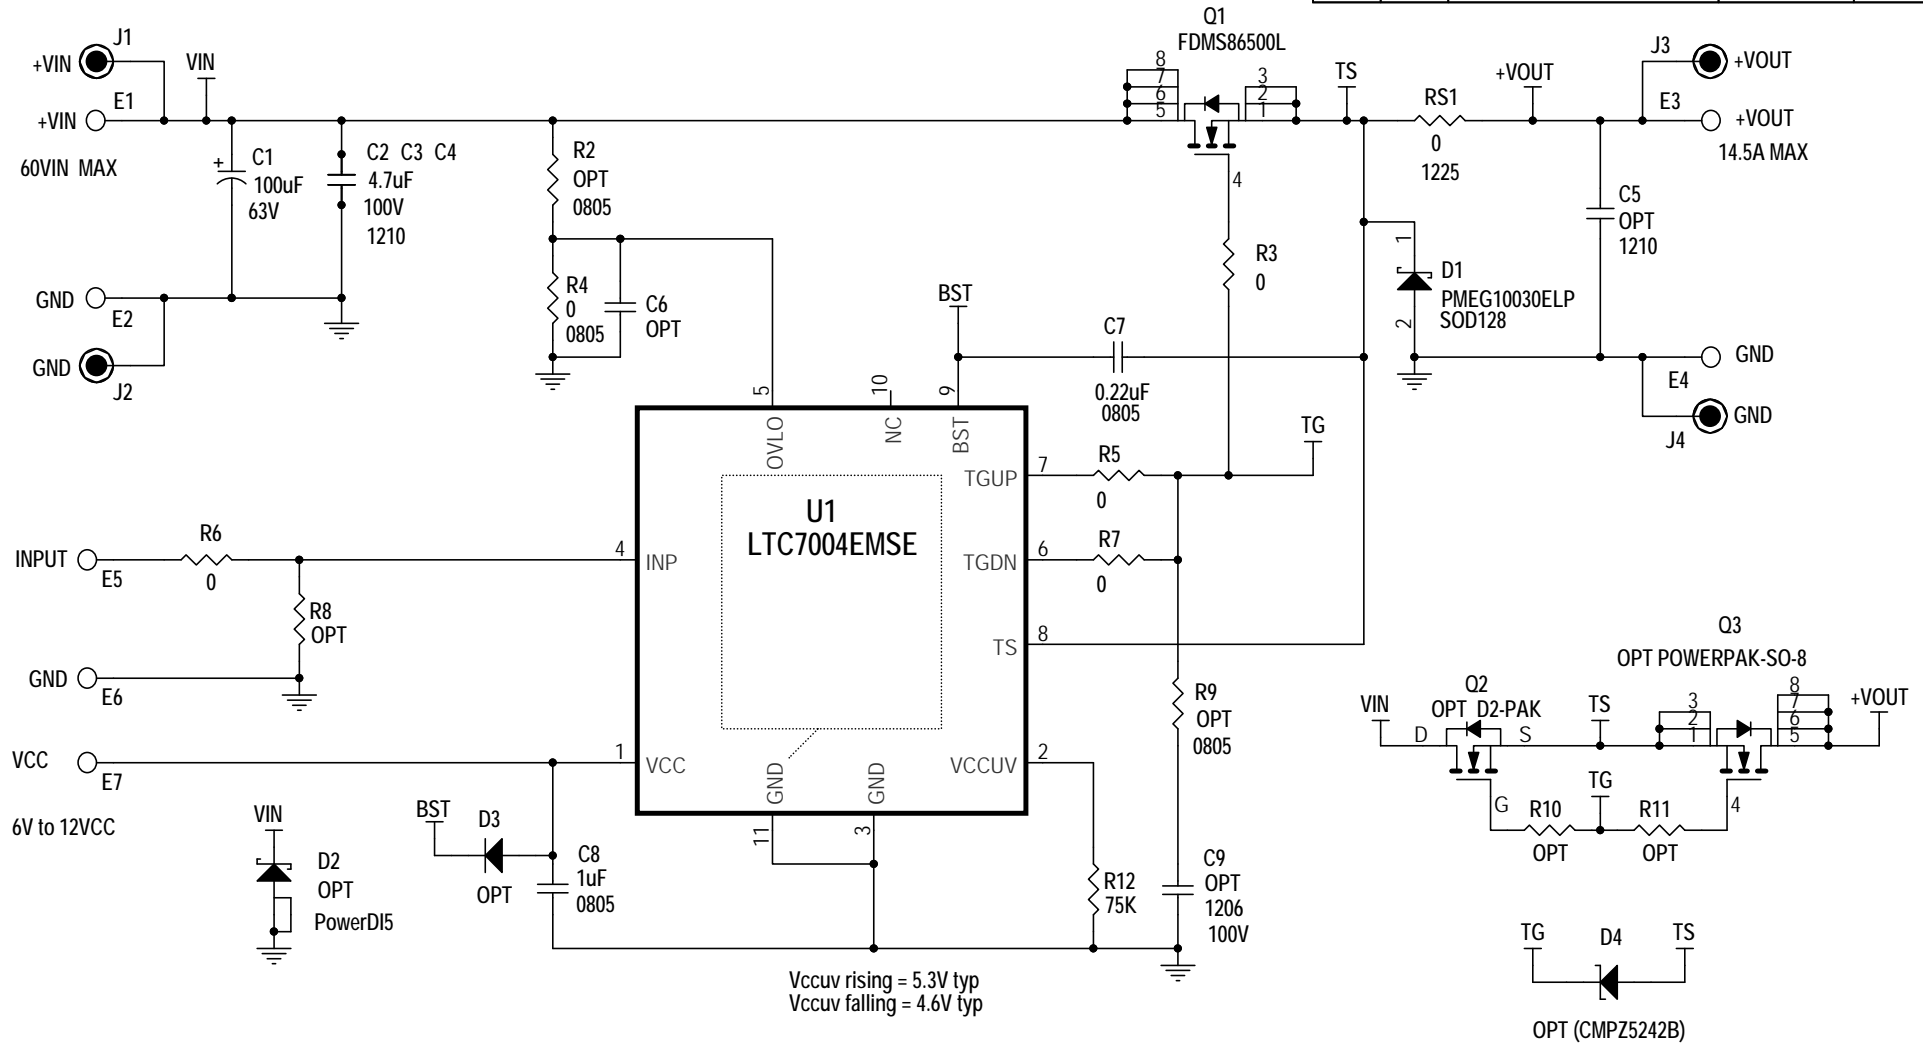 Q1
FDMS86500L
J1
+VIN
VIN
E1
+VIN
60VIN MAX
+
C1
100uF
63V
C2 C3 C4
4.7uF
100V
1210
GND
E2
GND
J2
R2
OPT
0805
R4
0
0805
C6
OPT
8
7
6
5
3
2
1
4
TS
RS1
0
1225
+VOUT
J3
+VOUT
E3
+VOUT
14.5A MAX
C5
OPT
1210
R3
0
1
D1
PMEG10030ELP
SOD128
2
GND
E4
GND
J4
BST
C7
0.22uF
0805
5
10
9
OVLO
NC
BST
TG
TGUP
7
R5
0
U1
LTC7004EMSE
INPUT
E5
R6
0
4
INP
TGDN
6
R7
0
R8
OPT
GND
E6
TS
8
R9
OPT
0805
VCC
E7
6V to 12VCC
1
VCC
GND
GND
VCCUV
2
11
3
VIN
D2
OPT
PowerDI5
BST
D3
OPT
C8
1uF
0805
R12
75K
C9
OPT
1206
100V
Vccuv rising = 5.3V typ
Vccuv falling = 4.6V typ
Q3
OPT POWERPAK-SO-8
Q2
OPT D2-PAK
VIN
D
S
G
TS
3
2
1
8
7
6
5
4
+VOUT
TG
R10
OPT
R11
OPT
TG
D4
TS
OPT (CMPZ5242B)